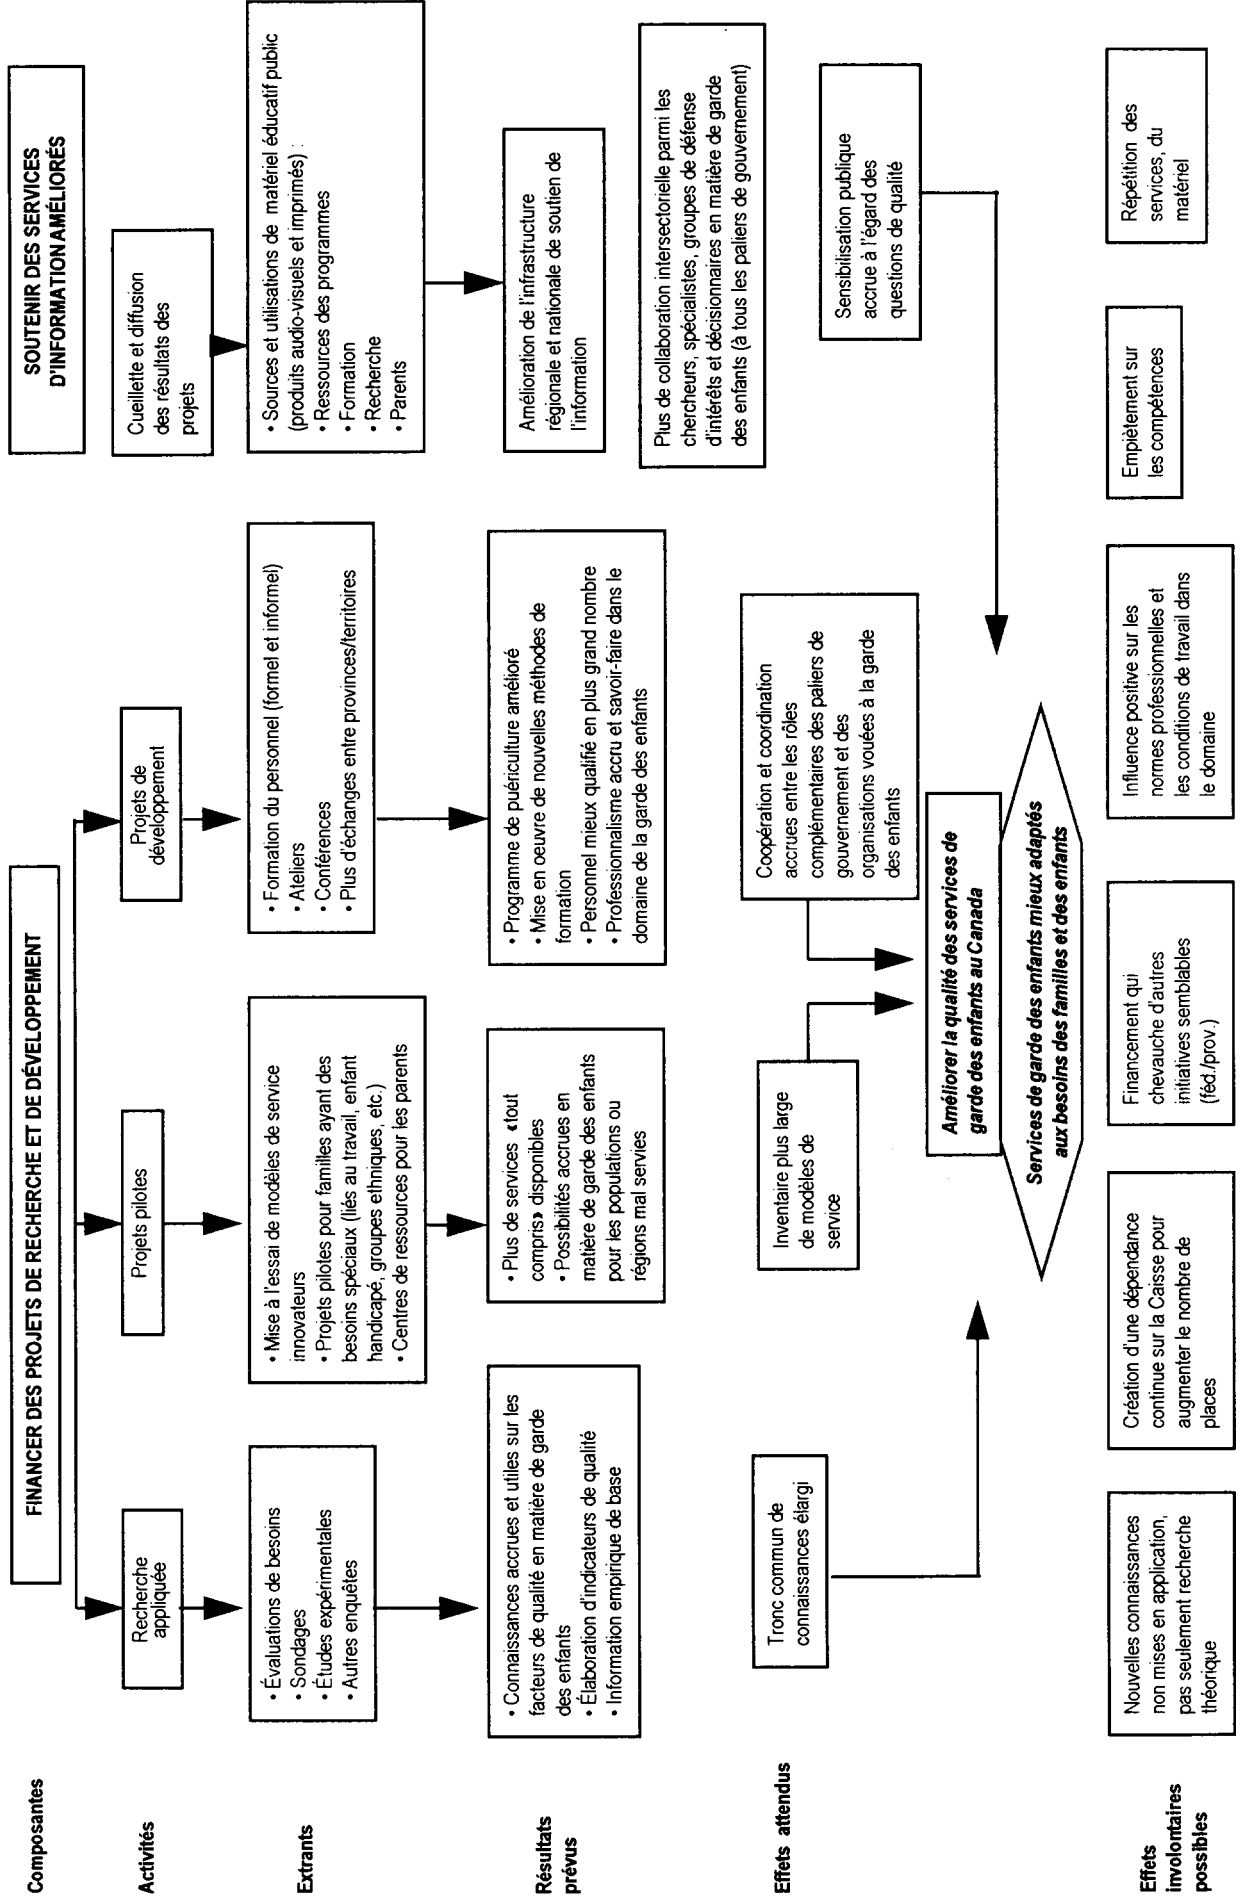 Composantes
FINANCER DES PROJETS DE RECHERCHE ET DE DÉVELOPPEMENT
SOUTENIR DES SERVICES
D'INFORMATION AMÉLIORÉS
Activités
Recherche
appliquée
Projets pilotes
Projets de
développement
Cueillette et diffusion
des résultats des
projets
Extrants
• Évaluations de besoins
• Sondages
• Études expérimentales
• Autres enquêtes
• Mise à l'essai de modèles de service
innovateurs
• Projets pilotes pour familles ayant des
besoins spéciaux (liés au travail, enfant
handicapé, groupes ethniques, etc.)
• Centres de ressources pour les parents
• Formation du personnel (formel et informel)
• Ateliers
• Conférences
• Plus d'échanges entre provinces/territoires
• Sources et utilisations de matériel éducatif public
(produits audio-visuels et imprimés) :
• Ressources des programmes
• Formation
• Recherche
• Parents
Résultats
prévus
• Connaissances accrues et utiles sur les
facteurs de qualité en matière de garde
des enfants
• Élaboration d'indicateurs de qualité
• Information empirique de base
• Plus de services «tout
compris» disponibles
• Possibilités accrues en
matière de garde des enfants
pour les populations ou
régions mal servies
• Programme de puériculture amélioré
• Mise en oeuvre de nouvelles méthodes de
formation
• Personnel mieux qualifié en plus grand nombre
• Professionnalisme accru et savoir-faire dans le
domaine de la garde des enfants
Amélioration de l'infrastructure
régionale et nationale de soutien de
l'information
Plus de collaboration intersectorielle parmi les
chercheurs, spécialistes, groupes de défense
d'intérêts et décisionnaires en matière de garde
des enfants (à tous les paliers de gouvernement)
Effets attendus
Tronc commun de
connaissances élargi
Inventaire plus large
de modèles de
service
Coopération et coordination
accrues entre les rôles
complémentaires des paliers de
gouvernement et des
organisations vouées à la garde
des enfants
Sensibilisation publique
accrue à l'égard des
questions de qualité
Améliorer la qualité des services de
garde des enfants au Canada
Services de garde des enfants mieux adaptés
aux besoins des familles et des enfants
Effets
involontaires
possibles
Nouvelles connaissances
non mises en application,
pas seulement recherche
théorique
Création d'une dépendance
continue sur la Caisse pour
augmenter le nombre de
places
Financement qui
chevauche d'autres
initiatives semblables
(féd./prov.)
Influence positive sur les
normes professionnelles et
les conditions de travail dans
le domaine
Empiètement sur
les compétences
Répétition des
services, du
matériel